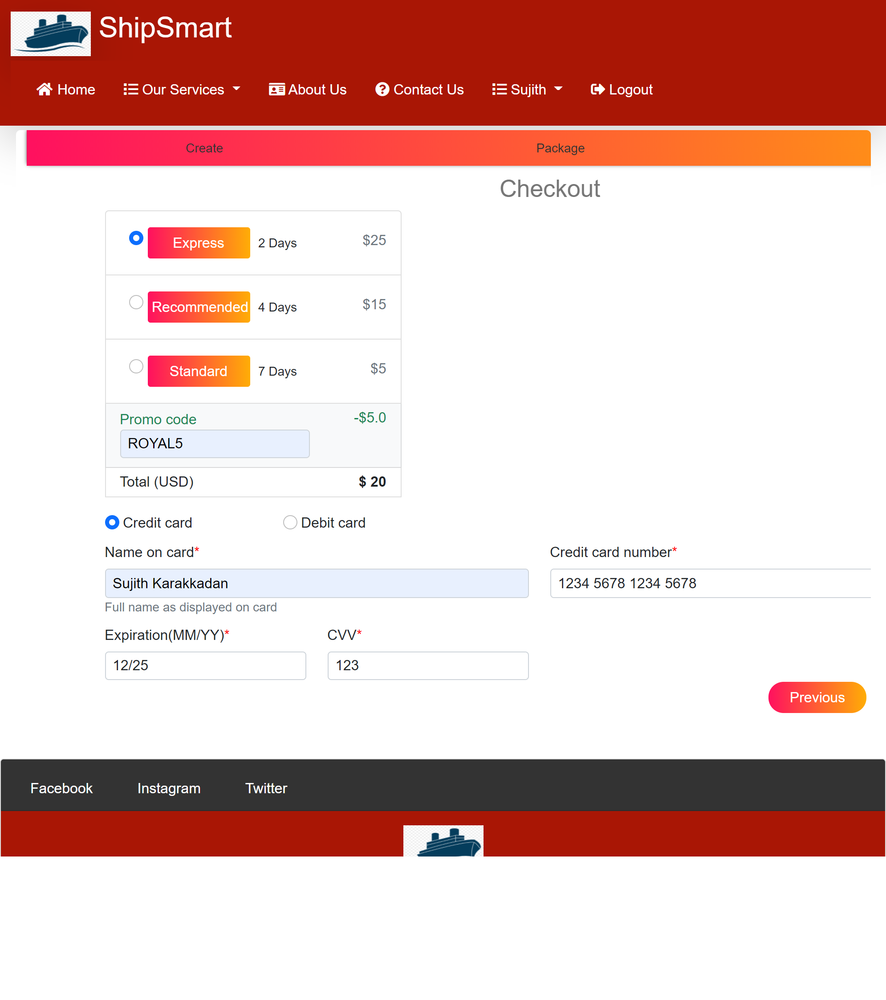 ShipSmart
Home Our Services About Us Contact Us Sujith Logout
Create Package
Checkout
Express 2 Days $25
Recommended 4 Days $15
Standard 7 Days $5
Promo code -$5.0
ROYAL5
Total (USD) $ 20
Credit card Debit card
Name on card* Credit card number*
Sujith Karakkadan 1234 5678 1234 5678
Full name as displayed on card
Expiration(MM/YY)* CVV*
12/25 123
Previous
Facebook Instagram Twitter